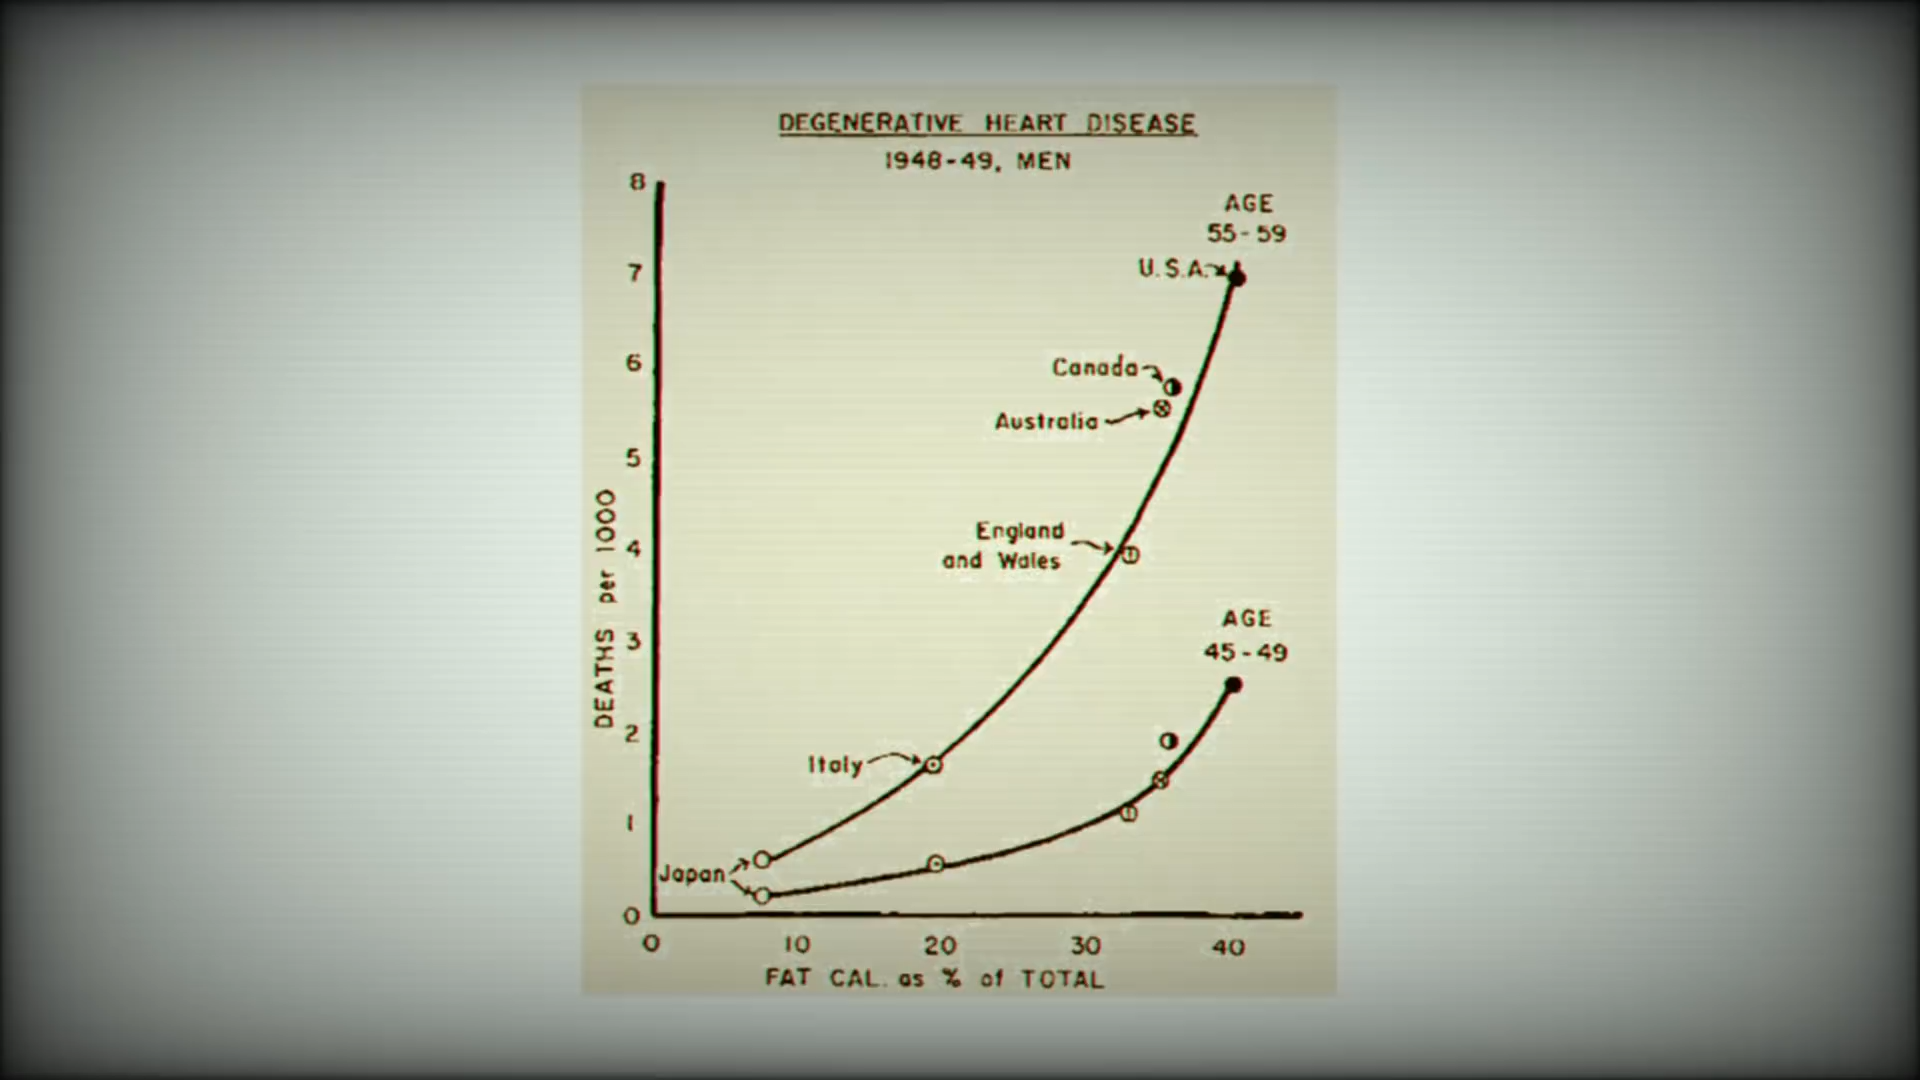 DEGENERATIVE HEART DISEASE
1948-49, MEN
8
7
6
5
4
3
2
1
0
DEATHS per 1000
AGE
55-59
U.S.A.
Canada
Australia
England
and Wales
AGE
45-49
Italy
Japan
0 10 20 30 40
FAT CAL. as % of TOTAL